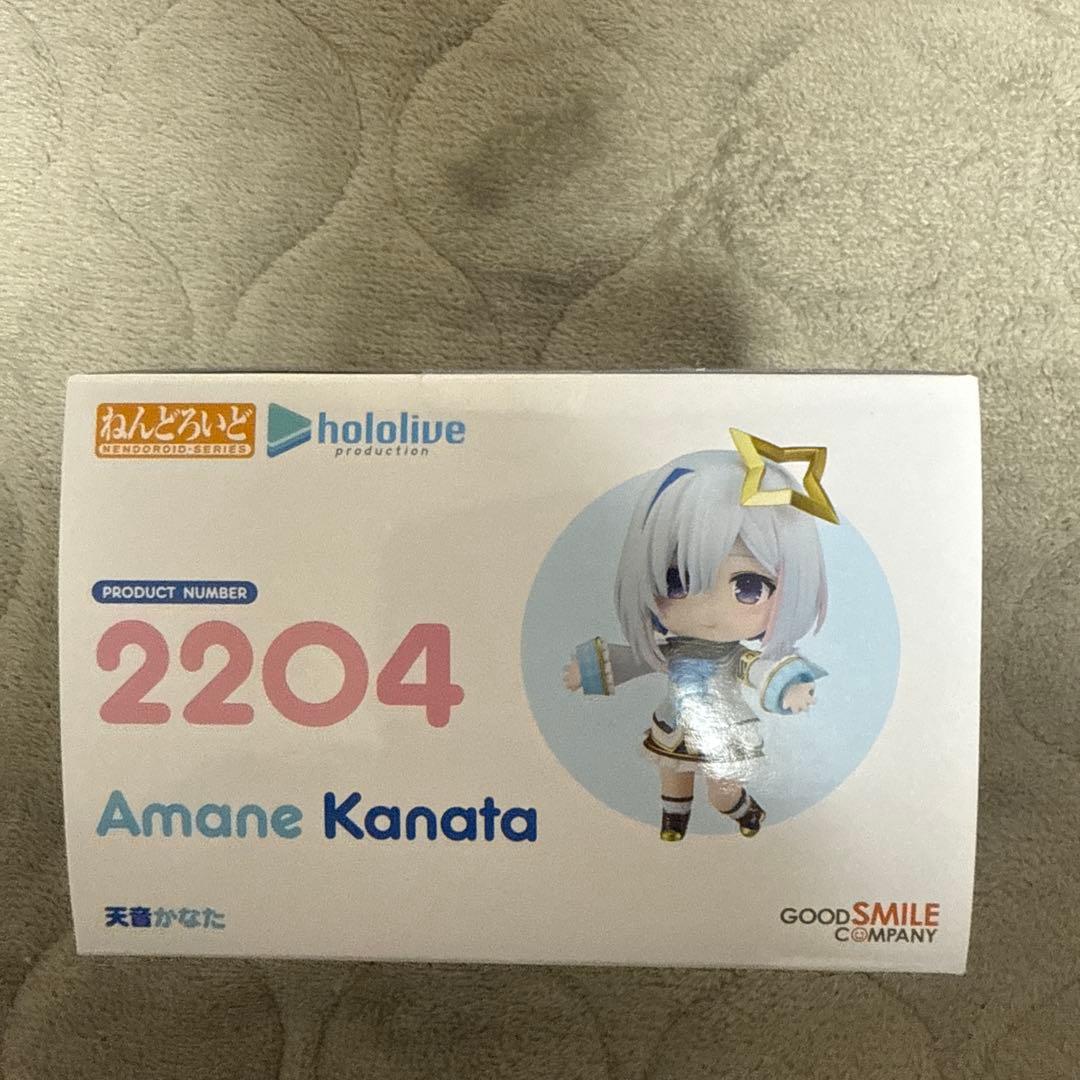 ねんどろいど
NENDOROID·SERIES
hololive
production
PRODUCT NUMBER
2204
Amane Kanata
天音かなた
GOOD SMILE
COMPANY